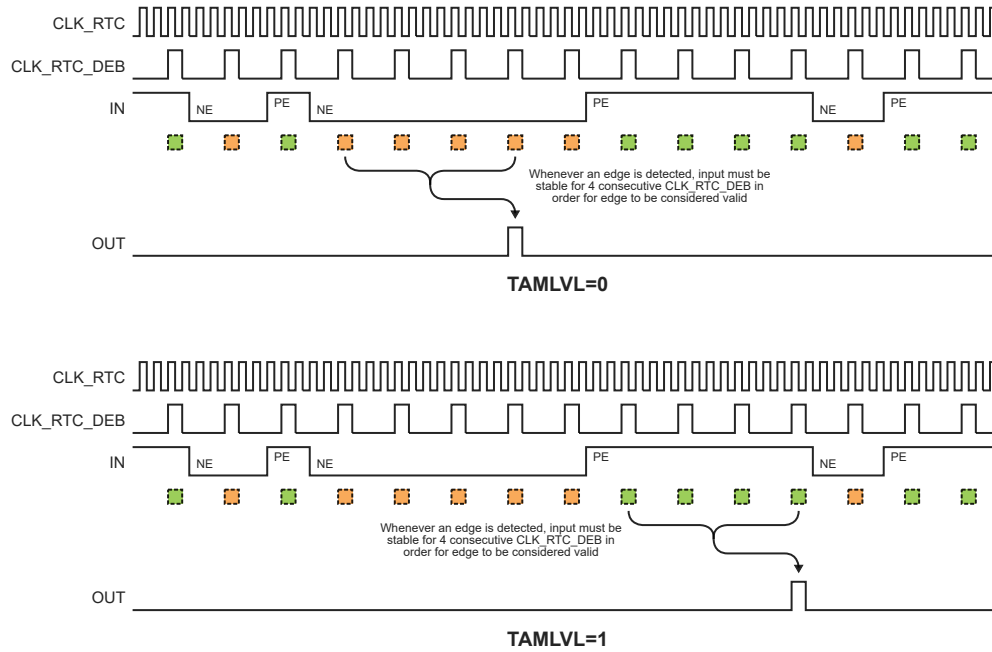 CLK_RTC
CLK_RTC_DEB
IN
NE
PE
NE
PE
NE
PE
Whenever an edge is detected, input must be
stable for 4 consecutive CLK_RTC_DEB in
order for edge to be considered valid
OUT
TAMLVL=0
CLK_RTC
CLK_RTC_DEB
IN
NE
PE
NE
PE
NE
PE
Whenever an edge is detected, input must be
stable for 4 consecutive CLK_RTC_DEB in
order for edge to be considered valid
OUT
TAMLVL=1